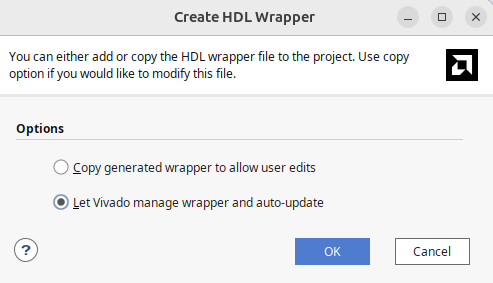 Create HDL Wrapper
You can either add or copy the HDL wrapper file to the project. Use copy
option if you would like to modify this file.
Options
Copy generated wrapper to allow user edits
Let Vivado manage wrapper and auto-update
?
OK
Cancel